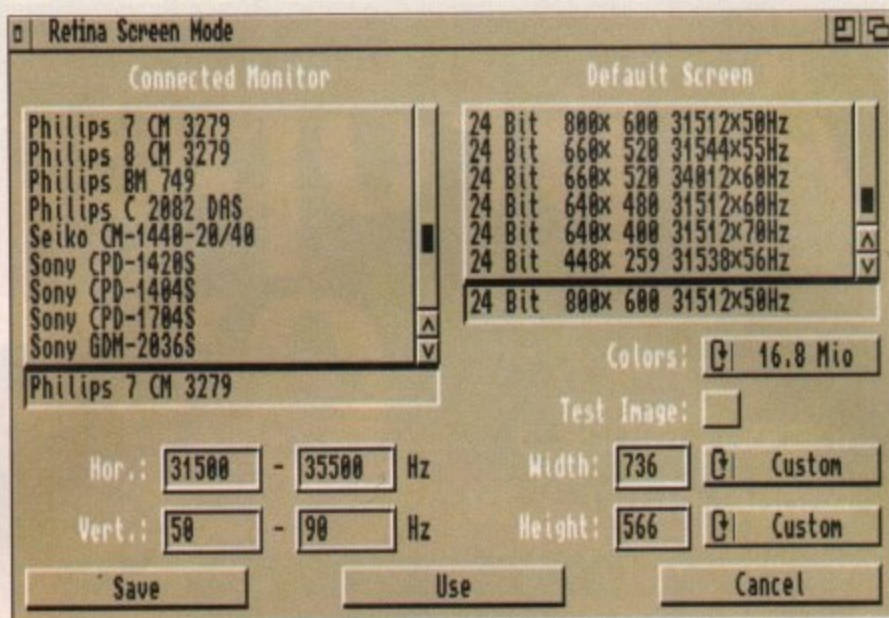 Retina Screen Mode
Connected Monitor
Philips 7 CM 3279
Philips 8 CM 3279
Philips BM 749
Philips C 2082 DAS
Seiko CM-1440-20/40
Sony CPD-1420S
Sony CPD-1404S
Sony CPD-1704S
Sony GDM-2036S
Philips 7 CM 3279
Default Screen
24 Bit 800x 600 31512x50Hz
24 Bit 660x 520 31544x55Hz
24 Bit 660x 520 34012x60Hz
24 Bit 640x 480 31512x60Hz
24 Bit 640x 400 31512x70Hz
24 Bit 448x 259 31538x56Hz
24 Bit 800x 600 31512x50Hz
Colors: 16.8 Mio
Test Image:
Hor.: 31500 - 35500 Hz
Width: 736 Custom
Vert.: 50 - 90 Hz
Height: 566 Custom
Save Use Cancel